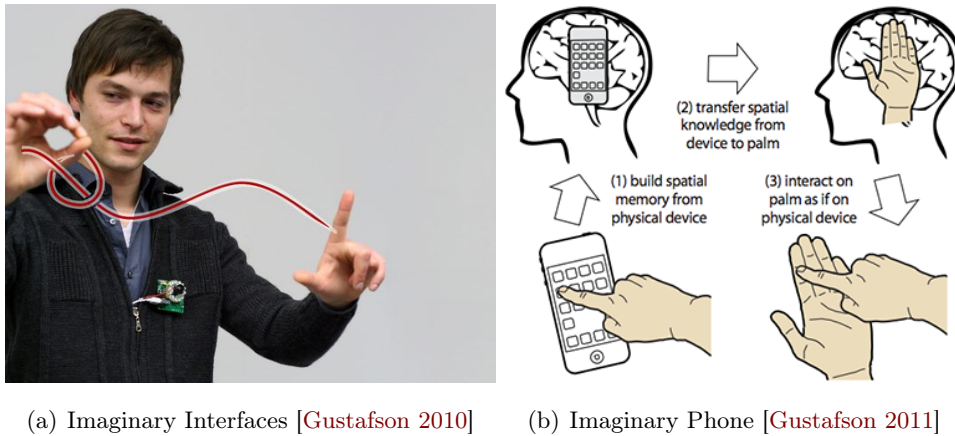 (2) transfer spatial
knowledge from
device to palm
(1) build spatial
memory from
physical device
(3) interact on
palm as if on
physical device
(a) Imaginary Interfaces [Gustafson 2010]
(b) Imaginary Phone [Gustafson 2011]